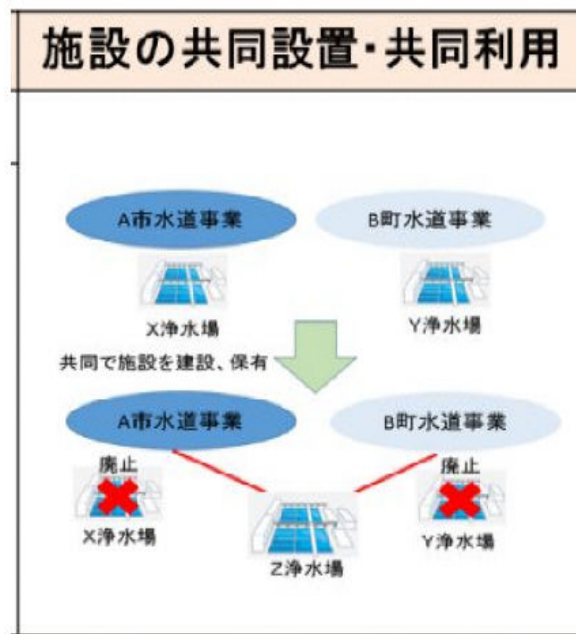 施設の共同設置・共同利用
A市水道事業
B町水道事業
X浄水場
Y浄水場
共同で施設を建設、保有
A市水道事業
B町水道事業
廃止
廃止
X浄水場
Z浄水場
Y浄水場